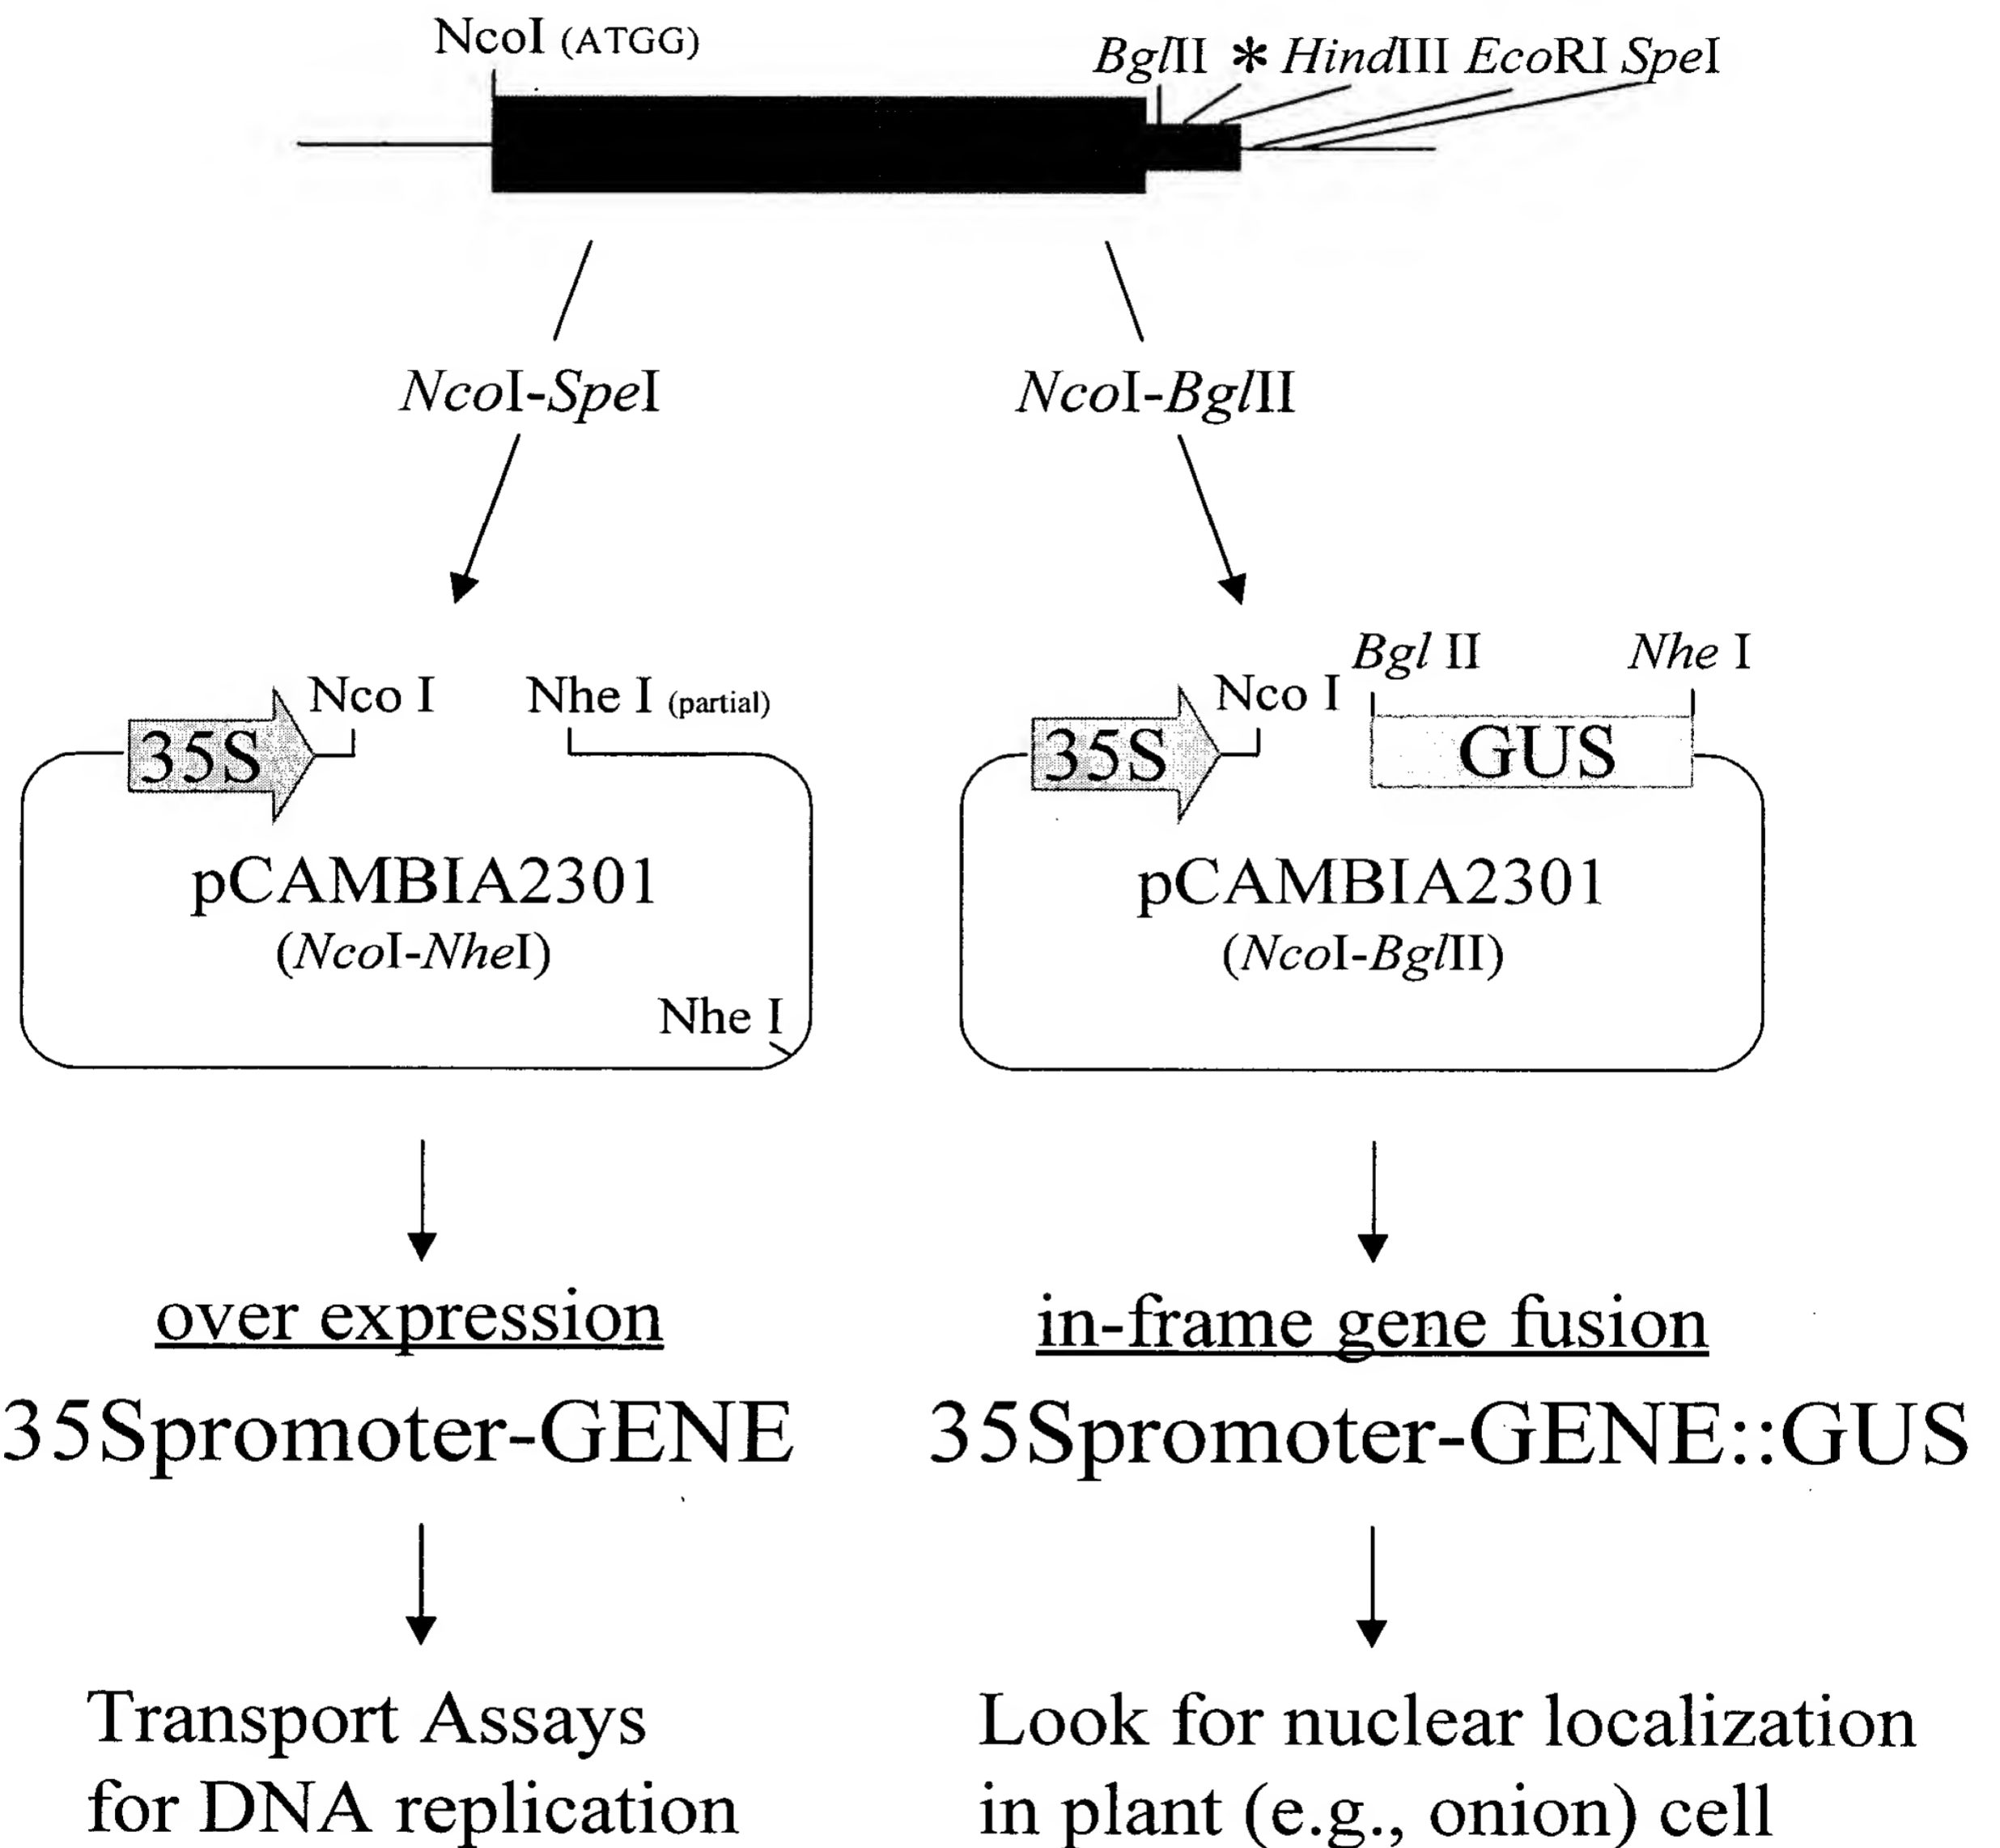 NcoI (ATGG)
BglII * HindIII EcoRI SpeI
NcoI-SpeI
NcoI-BglII
Nco I
Nhe I (partial)
35S
pCAMBIA2301
(NcoI-NheI)
Nhe I
Bgl II
Nhe I
Nco I
35S
GUS
pCAMBIA2301
(NcoI-BglII)
over expression
35Spromoter-GENE
Transport Assays
for DNA replication
in-frame gene fusion
35Spromoter-GENE::GUS
Look for nuclear localization
in plant (e.g., onion) cell